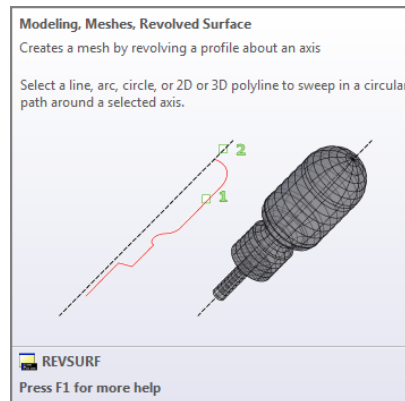 Modeling, Meshes, Revolved Surface
Creates a mesh by revolving a profile about an axis
Select a line, arc, circle, or 2D or 3D polyline to sweep in a circular
path around a selected axis.
2
1
REVSURF
Press F1 for more help